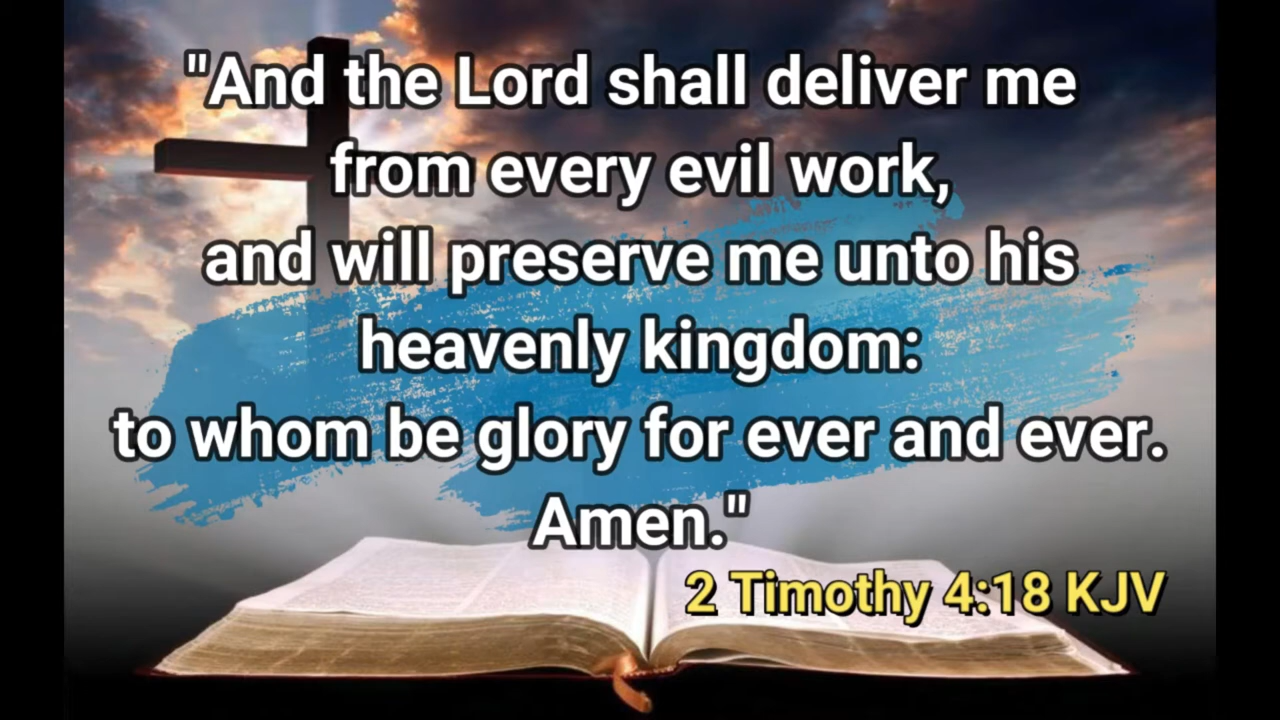 "And the Lord shall deliver me
from every evil work,
and will preserve me unto his
heavenly kingdom:
to whom be glory for ever and ever.
Amen."
2 Timothy 4:18 KJV